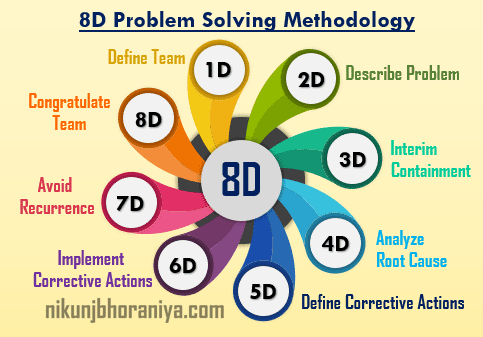 8D Problem Solving Methodology
Define Team
1D
2D
Describe Problem
3D
Interim
Containment
4D
Analyze
Root Cause
5D
Define Corrective Actions
6D
Implement
Corrective Actions
7D
Avoid
Recurrence
8D
Congratulate
Team
8D
nikunjbhoraniya.com